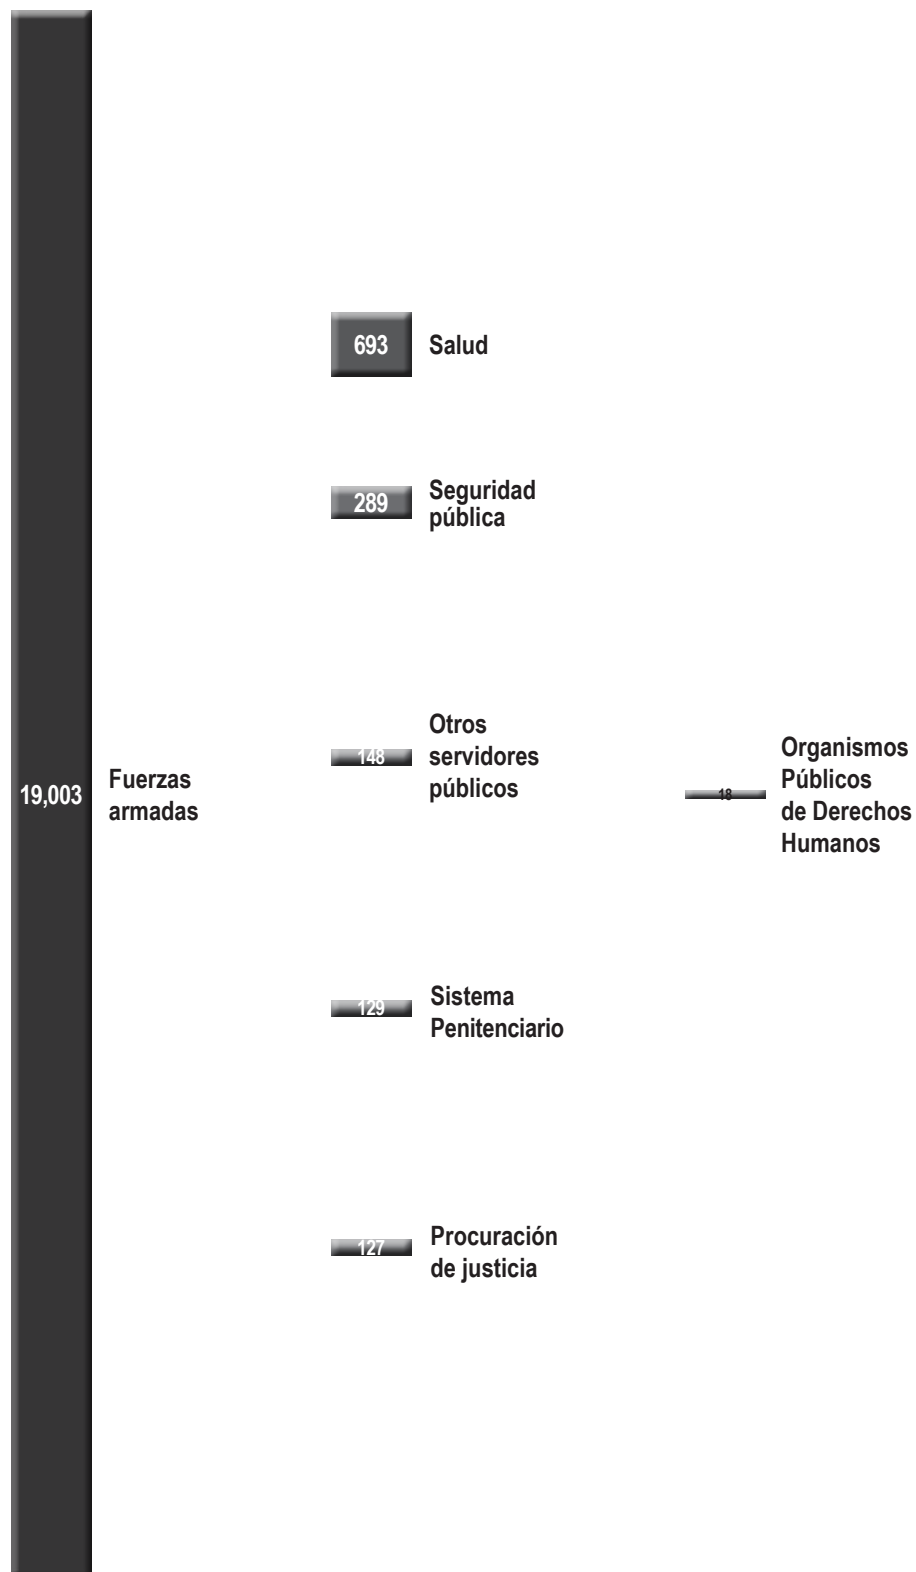 693
Salud
289
Seguridad
pública
19,003
Fuerzas
armadas
148
Otros
servidores
públicos
18
Organismos
Públicos
de Derechos
Humanos
129
Sistema
Penitenciario
127
Procuración
de justicia